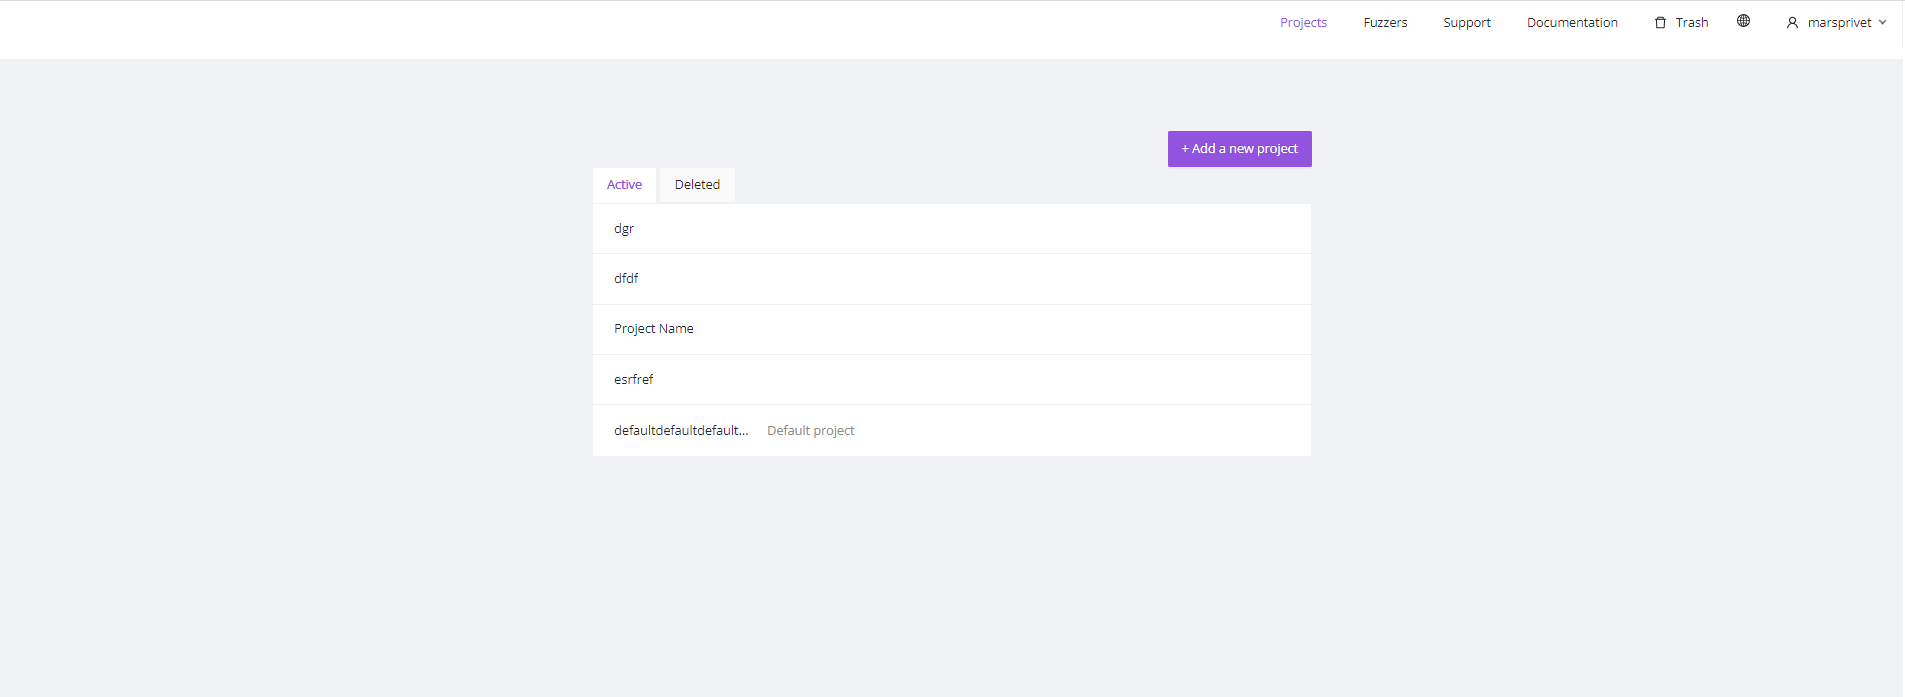 Projects Fuzzers Support Documentation Trash marsprivet
+ Add a new project
Active Deleted
dgr
dfdf
Project Name
esrfref
defaultdefaultdefault... Default project